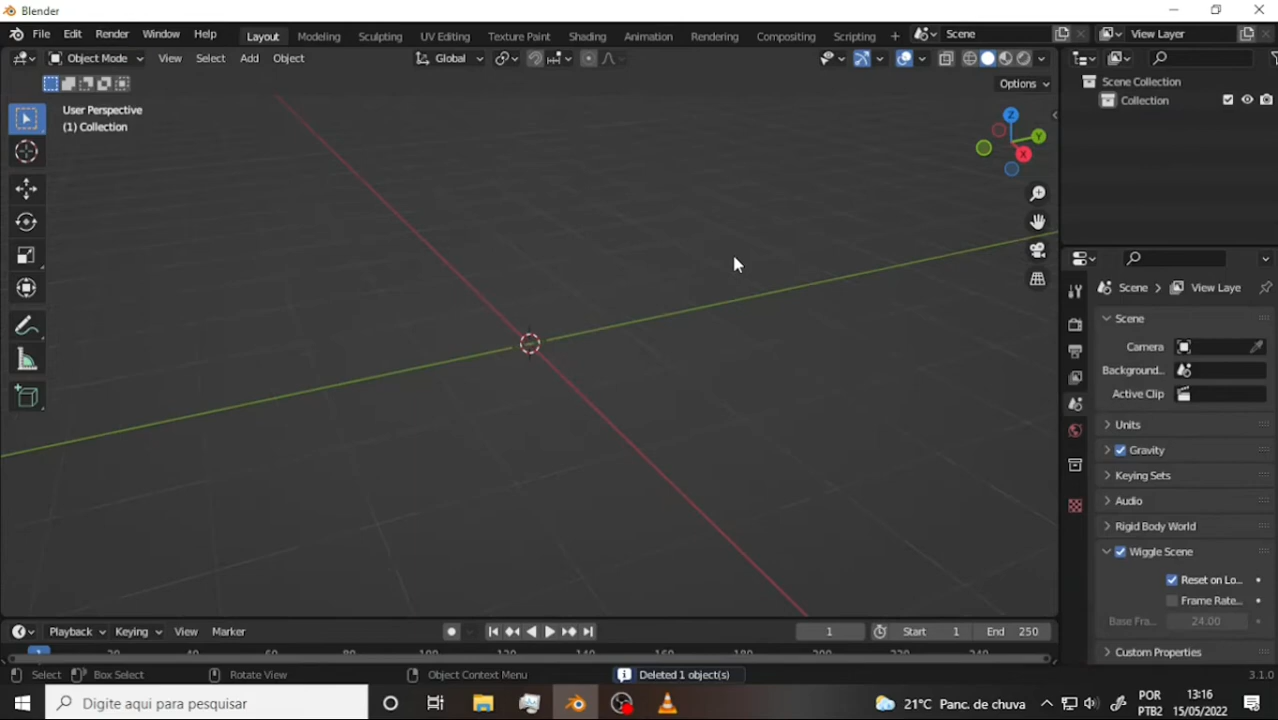 Blender
File Edit Render Window Help Layout Modeling Sculpting UV Editing Texture Paint Shading Animation Rendering Compositing Scripting + Scene View Layer
Object Mode View Select Add Object Global
Options
User Perspective
(1) Collection
Z
Y
X
Scene Collection
Collection
Scene > View Laye
Scene
Camera
Background...
Active Clip
Units
Gravity
Keying Sets
Audio
Rigid Body World
Wiggle Scene
Reset on Lo...
Frame Rate...
Base Fra... 24.00
Custom Properties
Playback Keying View Marker 1 Start 1 End 250
1
Select Box Select Rotate View Object Context Menu Deleted 1 object(s) 3.1.0
Digite aqui para pesquisar 21°C Panc. de chuva POR PTB2 13:16 15/05/2022